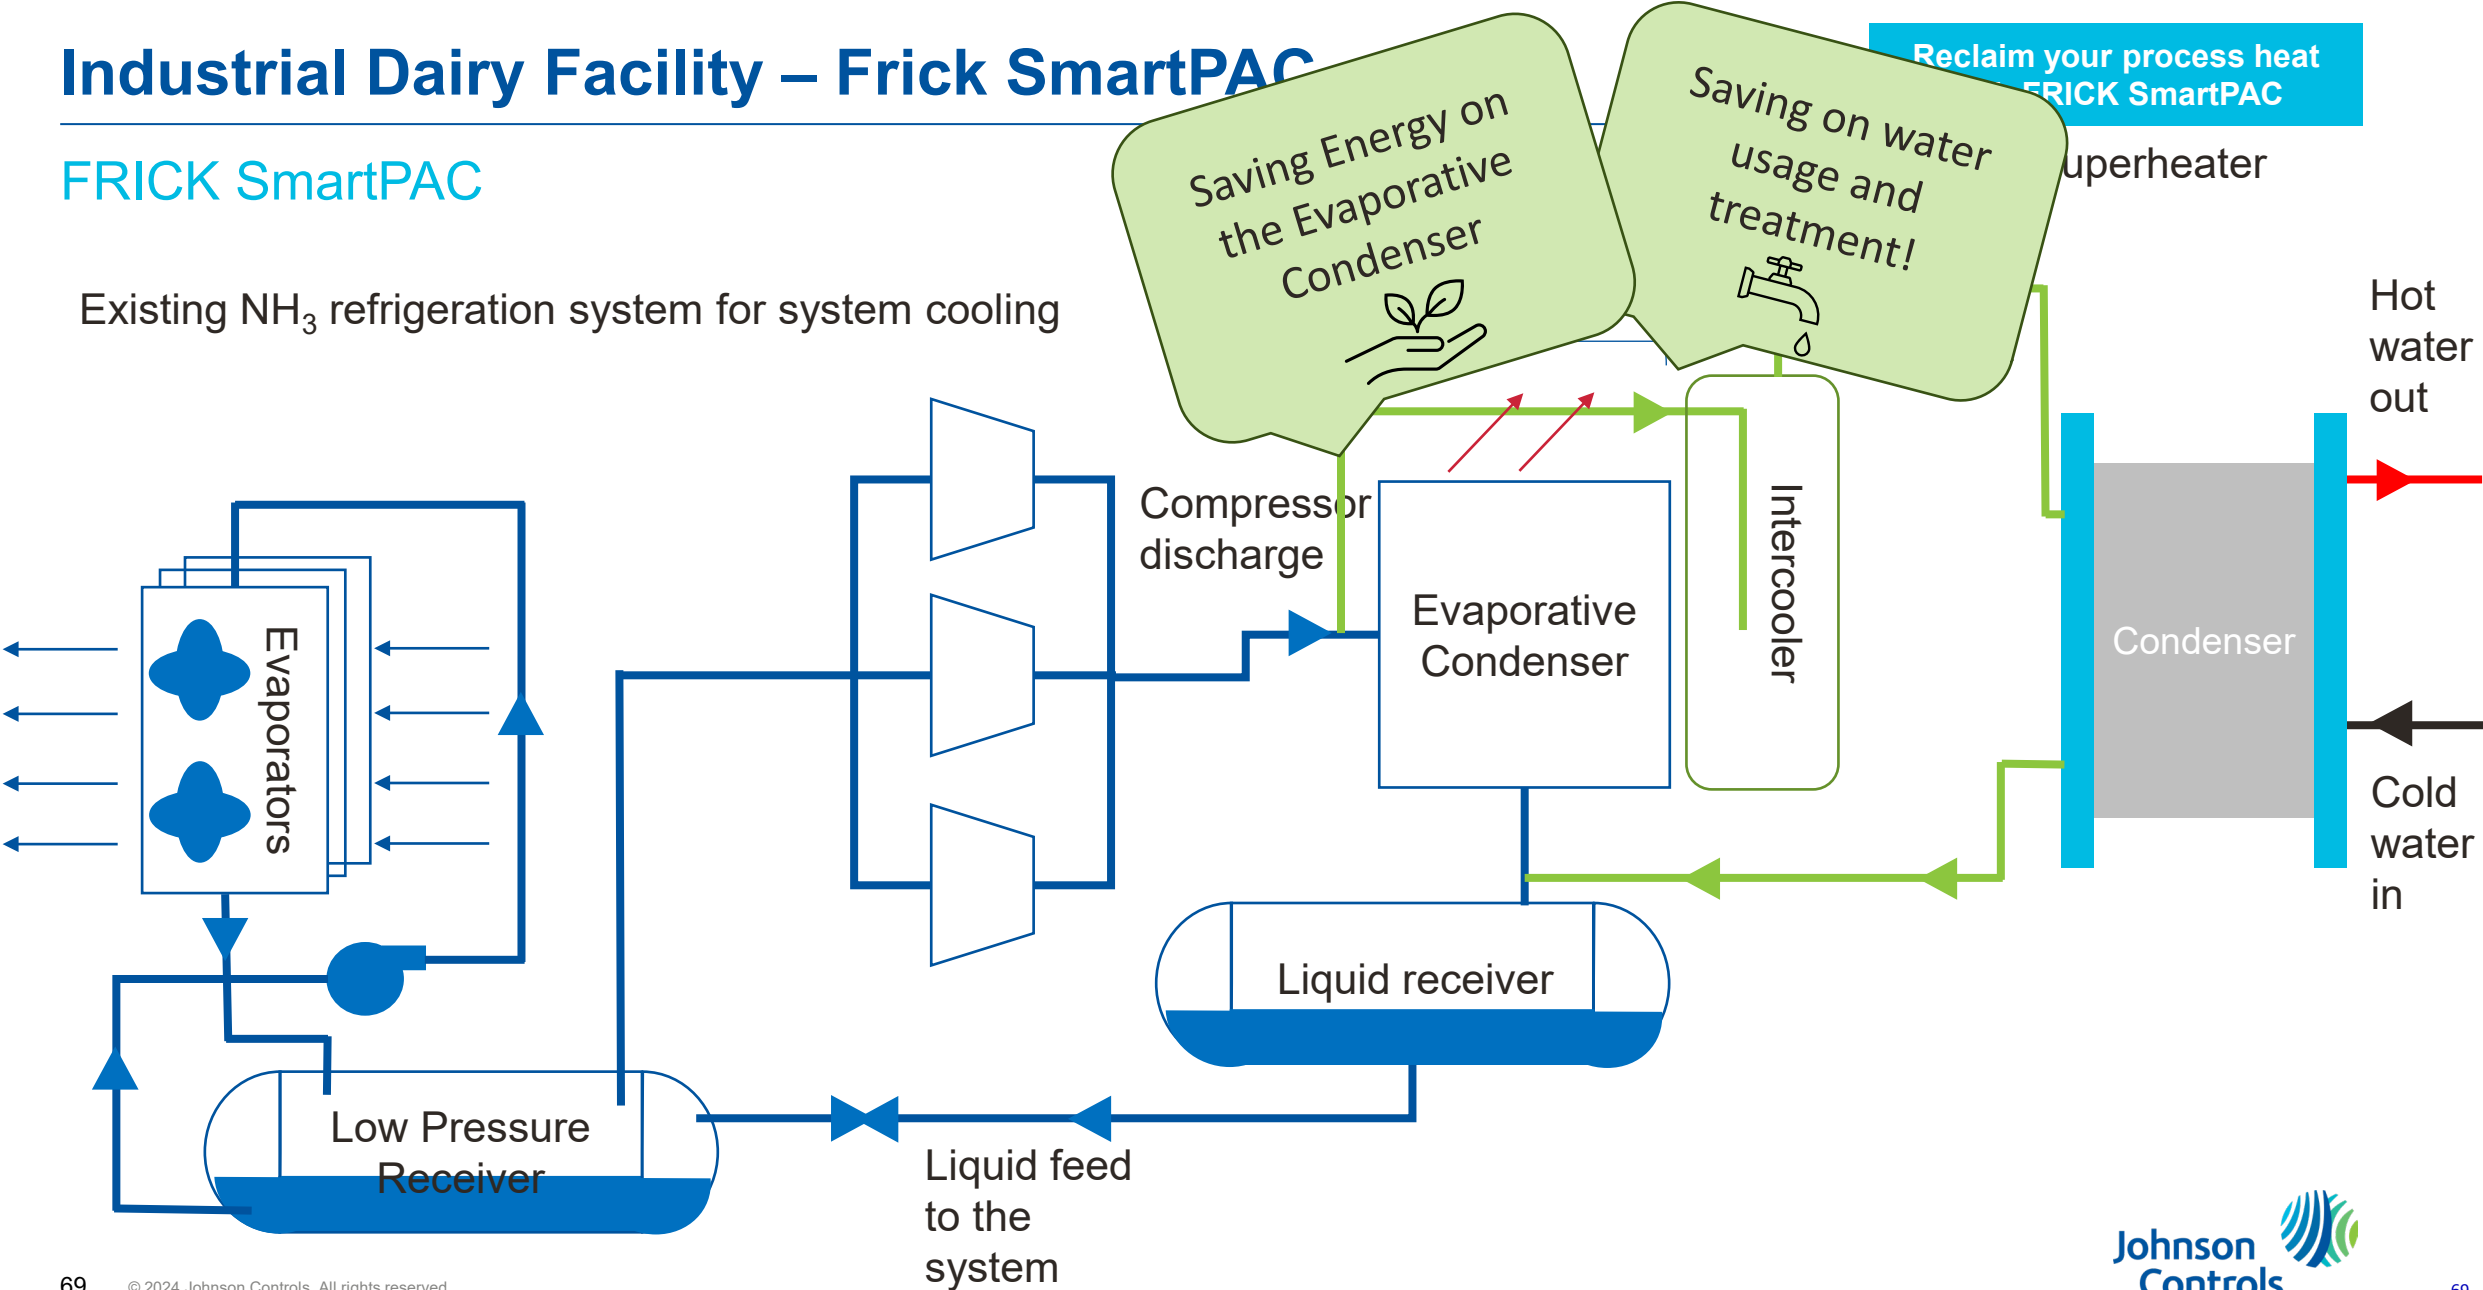 Industrial Dairy Facility – Frick SmartPAC
Reclaim your process heat
FRICK SmartPAC
FRICK SmartPAC
Saving Energy on
the Evaporative
Condenser
Saving on water
usage and
treatment!
uperheater
Existing NH₃ refrigeration system for system cooling
Hot
water
out
Compressor
discharge
Evaporative
Condenser
Intercooler
Condenser
Evaporators
Cold
water
in
Liquid receiver
Low Pressure
Receiver
Liquid feed
to the
system
Johnson
Controls
69
© 2024 Johnson Controls. All rights reserved
69